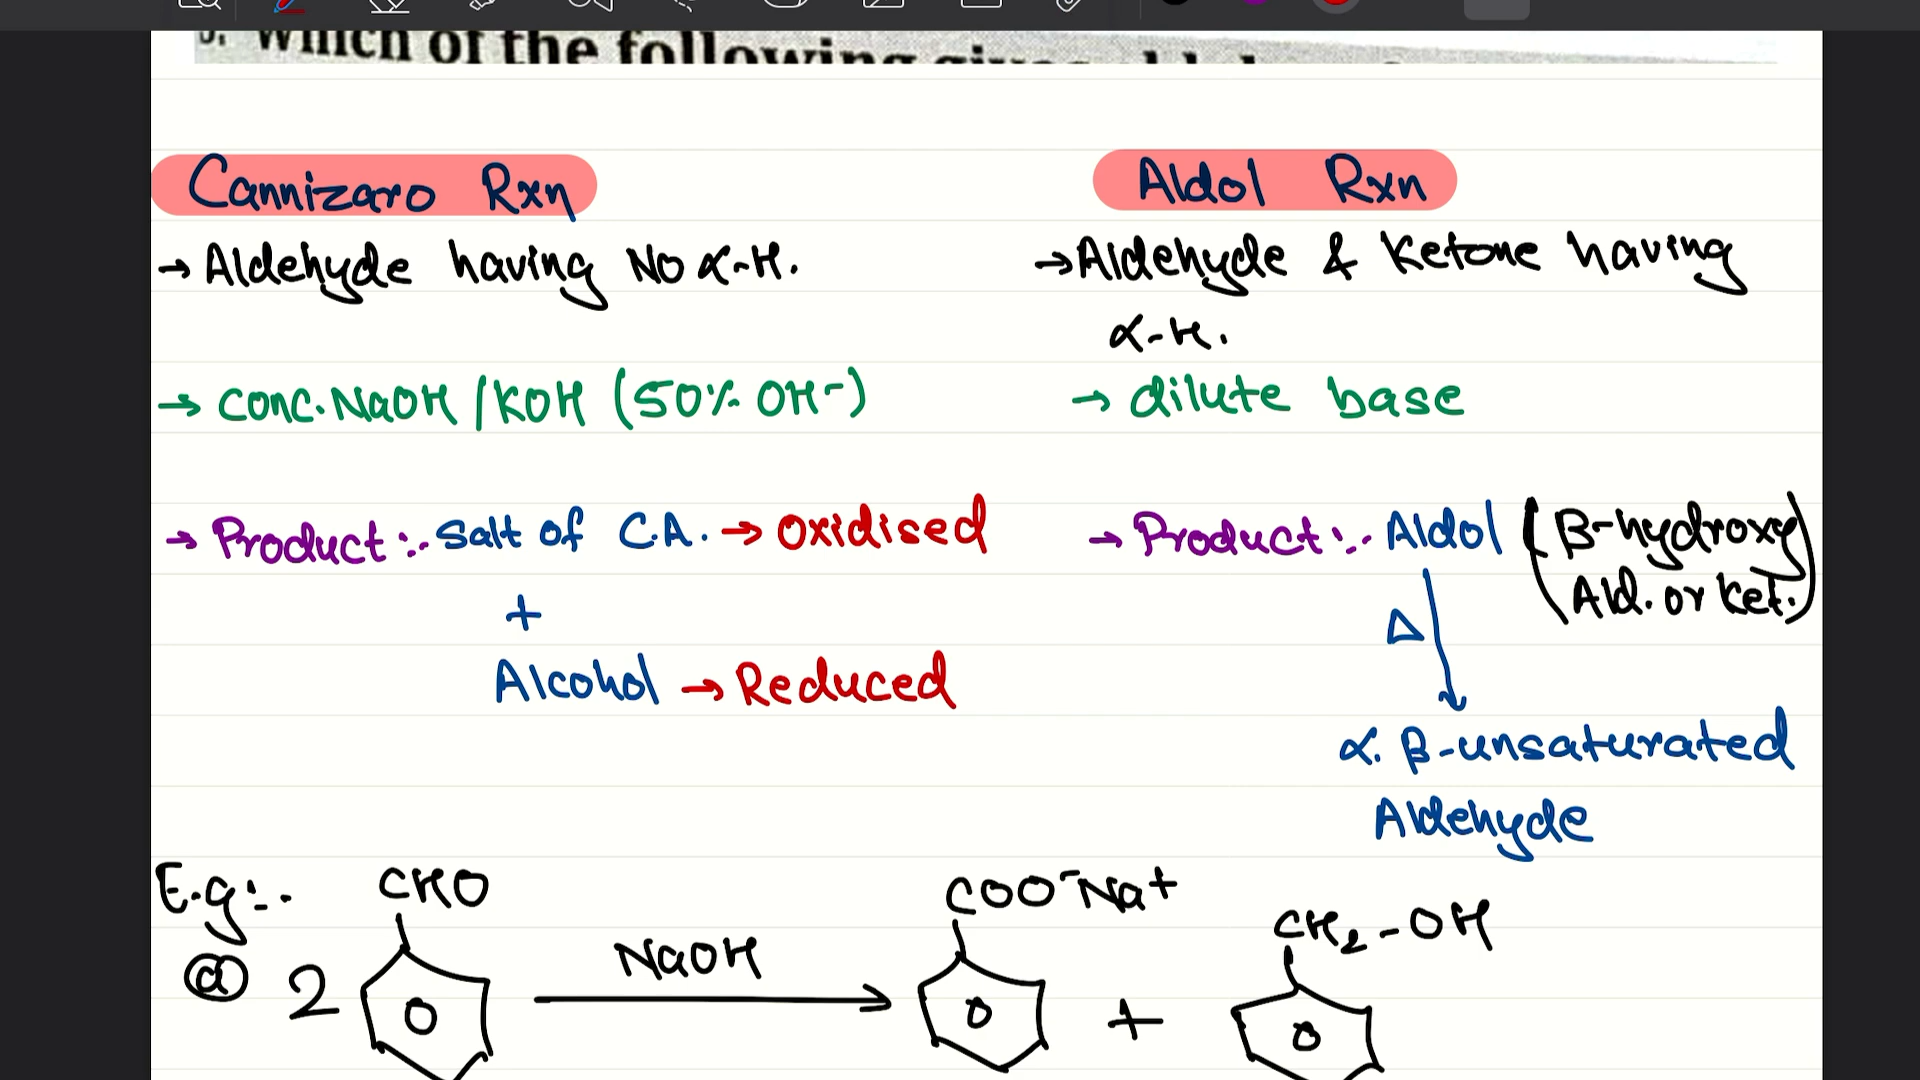 Which of the following
Cannizaro Rxn
→ Aldehyde having No α-H.
→ Conc. NaOH / KOH (50% OH-)
→ Product :- Salt of C.A. → Oxidised
+
Alcohol → Reduced
Aldol Rxn
→ Aldehyde & Ketone having
α-H.
→ dilute base
→ Product :- Aldol (β-hydroxy
Ald. or Ket.)
Δ
α. β-unsaturated
Aldehyde
E.g :-
CHO
COO⁻Na+
CH₂-OH
ⓐ 2 NaOH +